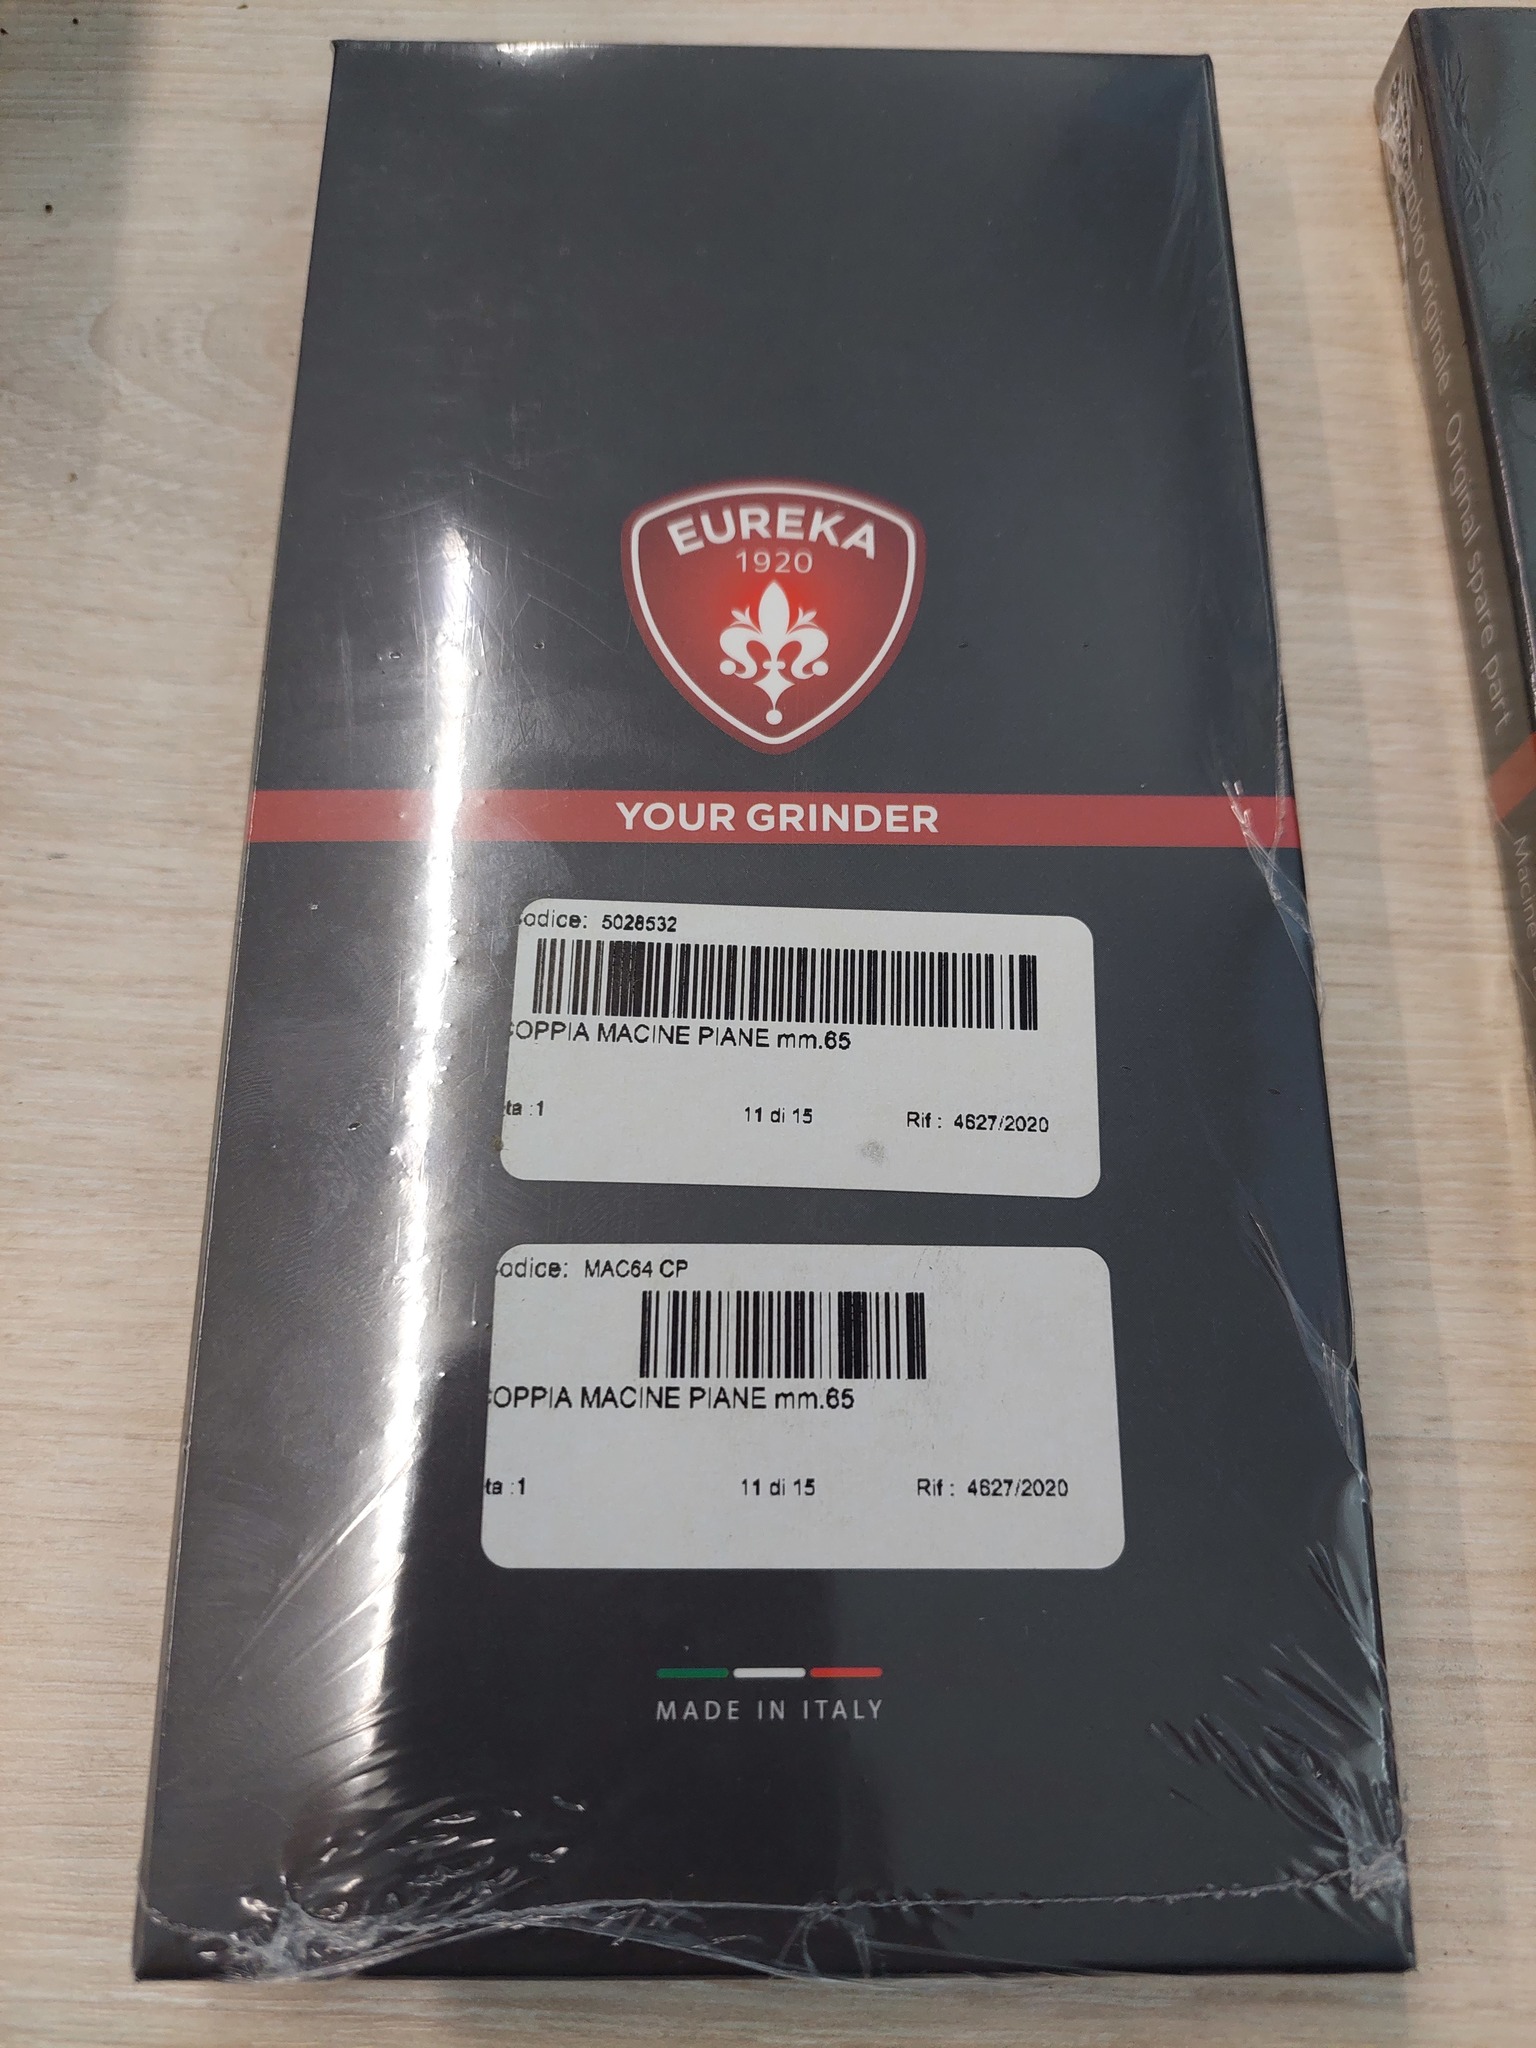 EUREKA
1920
YOUR GRINDER
odice: 5028532
OPPIA MACINE PIANE mm.65
ta :1 11 di 15 Rif : 4627/2020
odice: MAC64 CP
OPPIA MACINE PIANE mm.65
ta :1 11 di 15 Rif : 4627/2020
MADE IN ITALY
originale · Original spare part
Macine